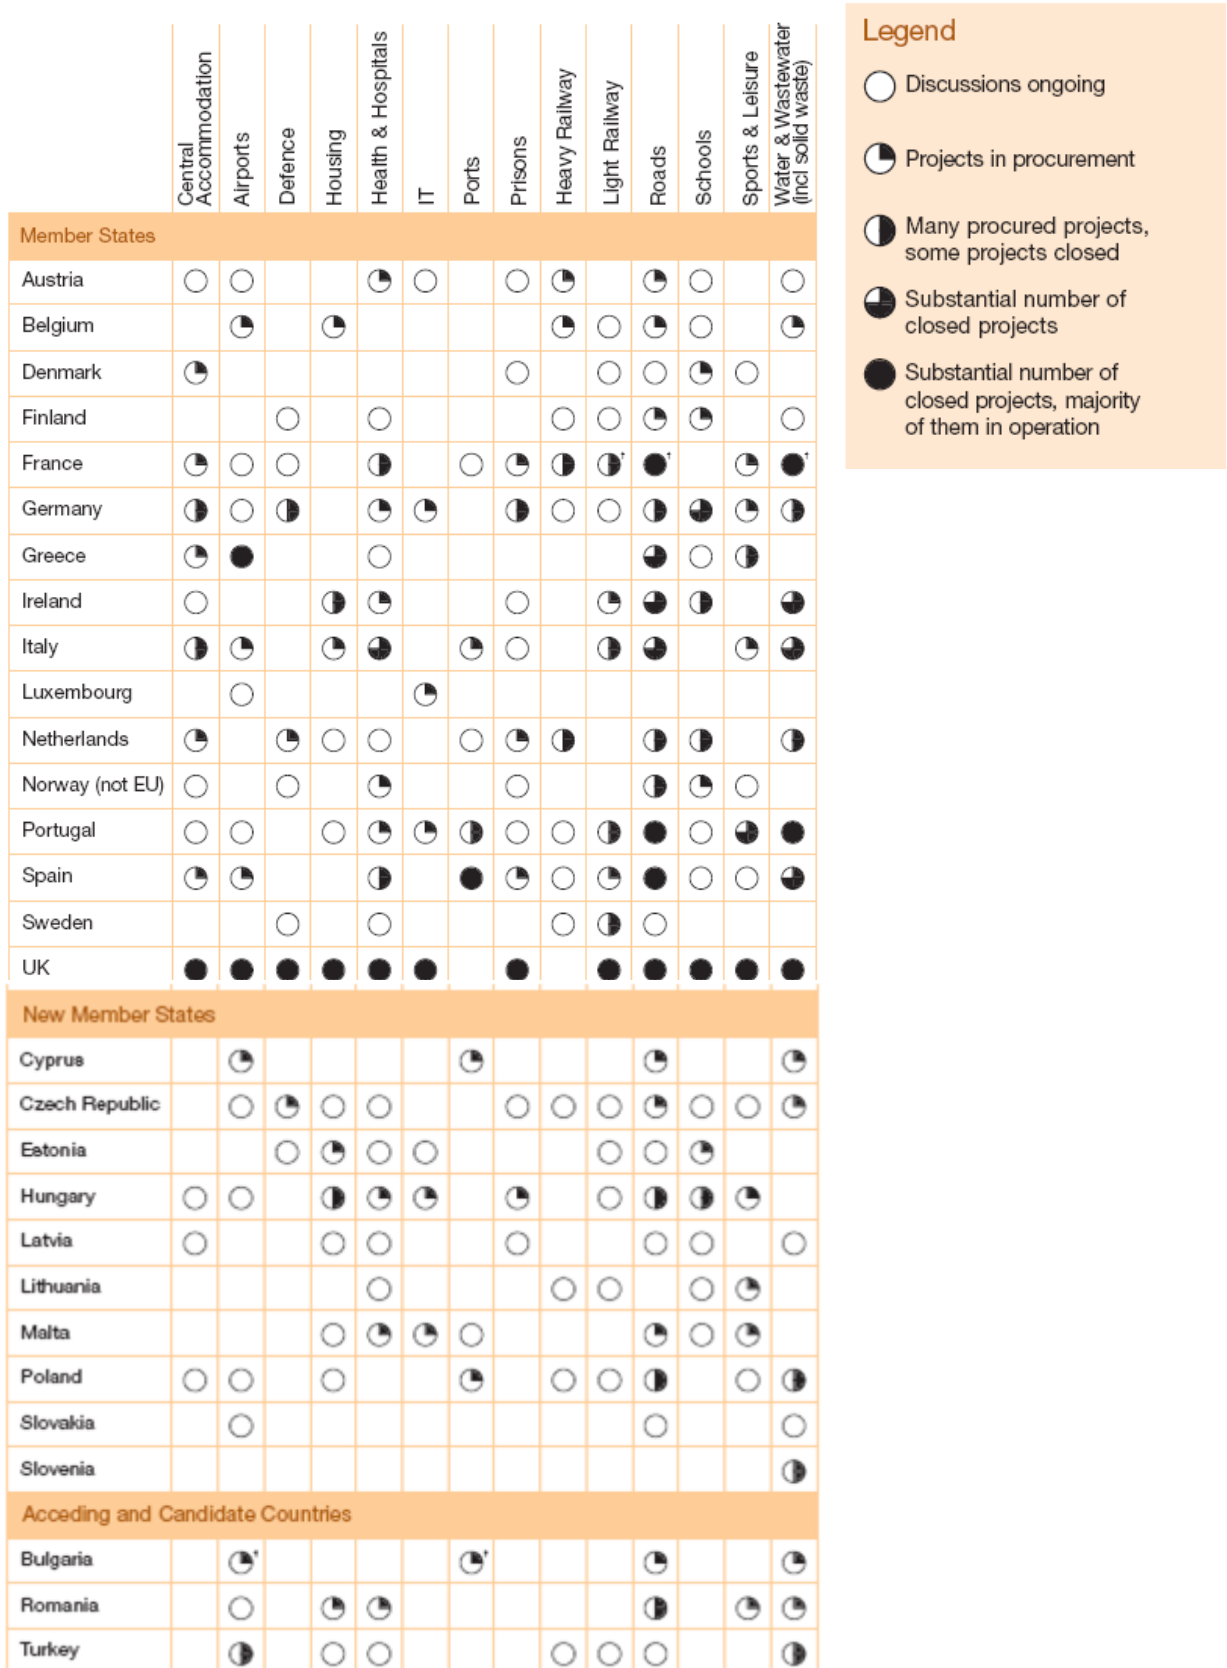 Central
Accommodation
Airports
Defence
Housing
Health & Hospitals
IT
Ports
Prisons
Heavy Railway
Light Railway
Roads
Schools
Sports & Leisure
Water & Wastewater
(incl solid waste)
Legend
Discussions ongoing
Projects in procurement
Many procured projects,
some projects closed
Substantial number of
closed projects
Substantial number of
closed projects, majority
of them in operation
Member States
Austria
Belgium
Denmark
Finland
France † † †
Germany
Greece
Ireland
Italy
Luxembourg
Netherlands
Norway (not EU)
Portugal
Spain
Sweden
UK
New Member States
Cyprus
Czech Republic
Estonia
Hungary
Latvia
Lithuania
Malta
Poland
Slovakia
Slovenia
Acceding and Candidate Countries
Bulgaria † †
Romania
Turkey